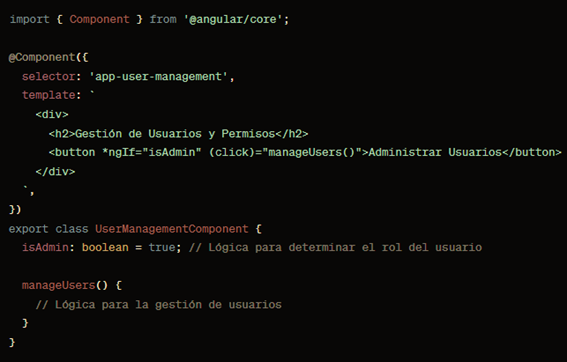 import { Component } from '@angular/core';
@Component({
selector: 'app-user-management',
template: `
<div>
<h2>Gestión de Usuarios y Permisos</h2>
<button *ngIf="isAdmin" (click)="manageUsers()">Administrar Usuarios</button>
</div>
`,
})
export class UserManagementComponent {
isAdmin: boolean = true; // Lógica para determinar el rol del usuario
manageUsers() {
// Lógica para la gestión de usuarios
}
}